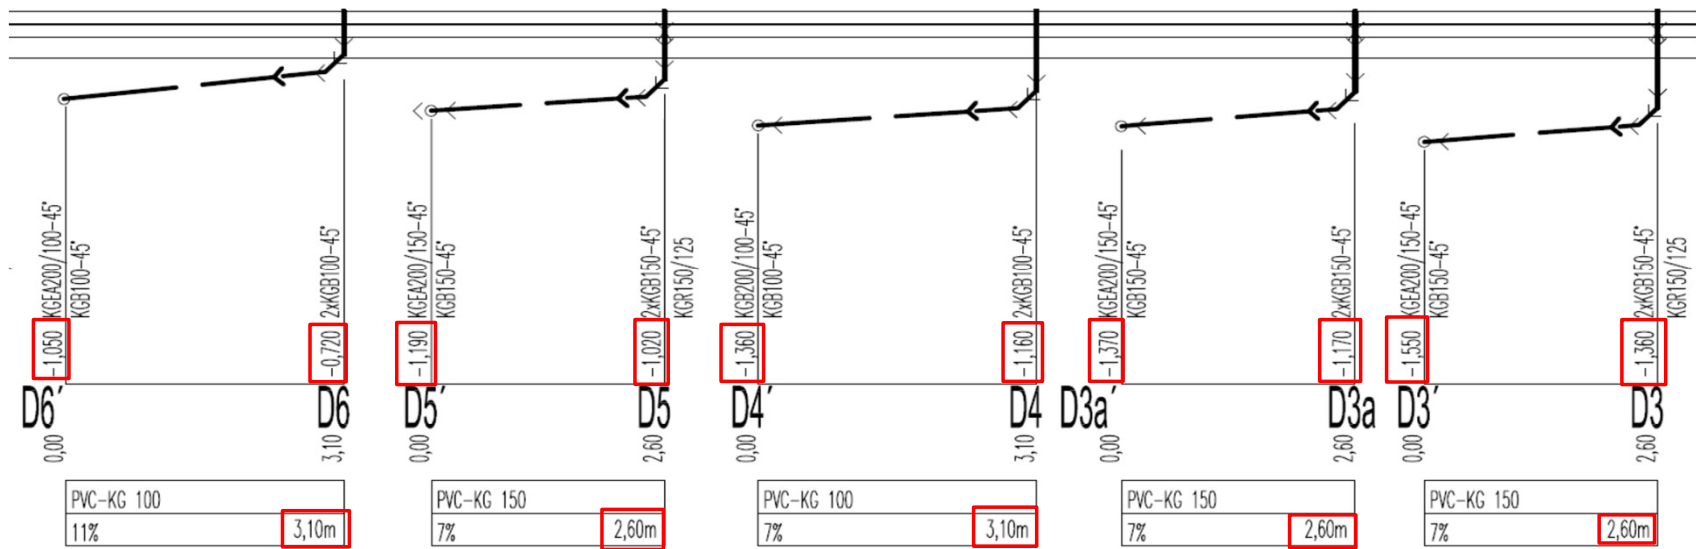 -1,050
KGEA200/100-45°
KGB100-45°
-0,720
2xKGB100-45°
D6'
D6
0,00
3,10
PVC-KG 100
11%
3,10m
-1,190
KGEA200/150-45°
KGB150-45°
-1,020
2xKGB150-45°
KGR150/125
D5'
D5
0,00
2,60
PVC-KG 150
7%
2,60m
-1,360
KGB200/100-45°
KGB100-45°
-1,160
2xKGB100-45°
D4'
D4
0,00
3,10
PVC-KG 100
7%
3,10m
-1,370
KGEA200/150-45°
KGB150-45°
-1,170
2xKGB150-45°
D3a'
D3a
0,00
2,60
PVC-KG 150
7%
2,60m
-1,550
KGEA200/150-45°
KGB150-45°
-1,360
2xKGB150-45°
KGR150/125
D3'
D3
0,00
2,60
PVC-KG 150
7%
2,60m